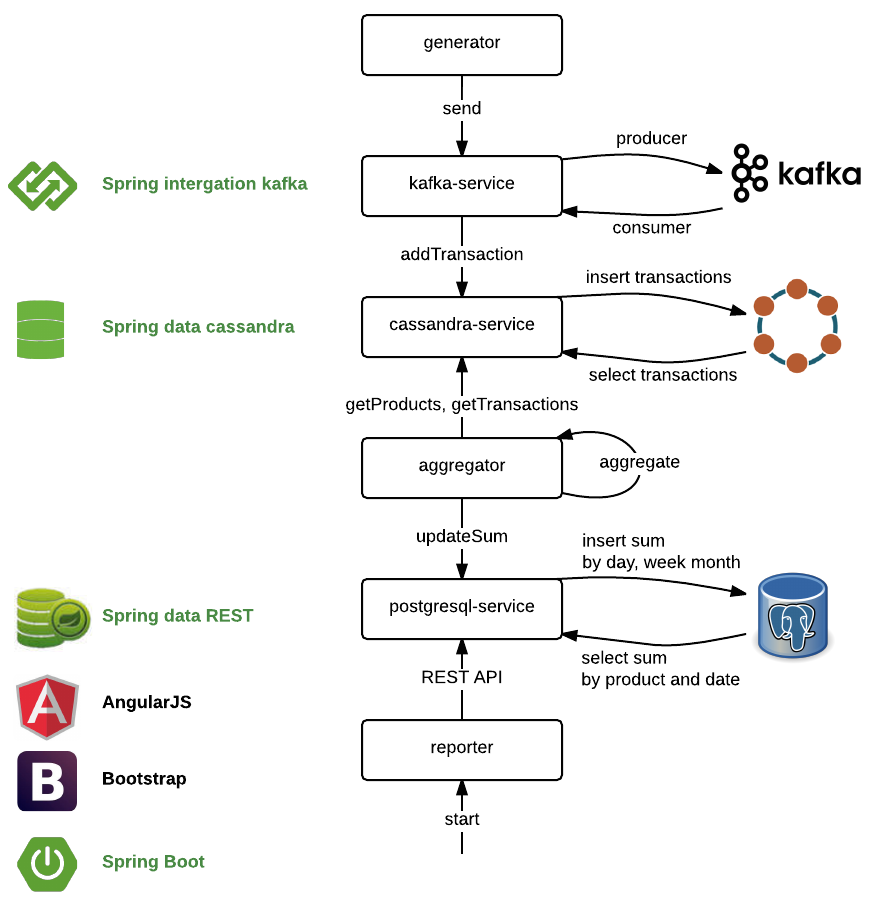 generator
send
producer
kafka
Spring intergation kafka
kafka-service
consumer
addTransaction
insert transactions
Spring data cassandra
cassandra-service
select transactions
getProducts, getTransactions
aggregator
aggregate
updateSum
insert sum
by day, week month
Spring data REST
postgresql-service
select sum
by product and date
REST API
A
AngularJS
reporter
B
Bootstrap
start
Spring Boot